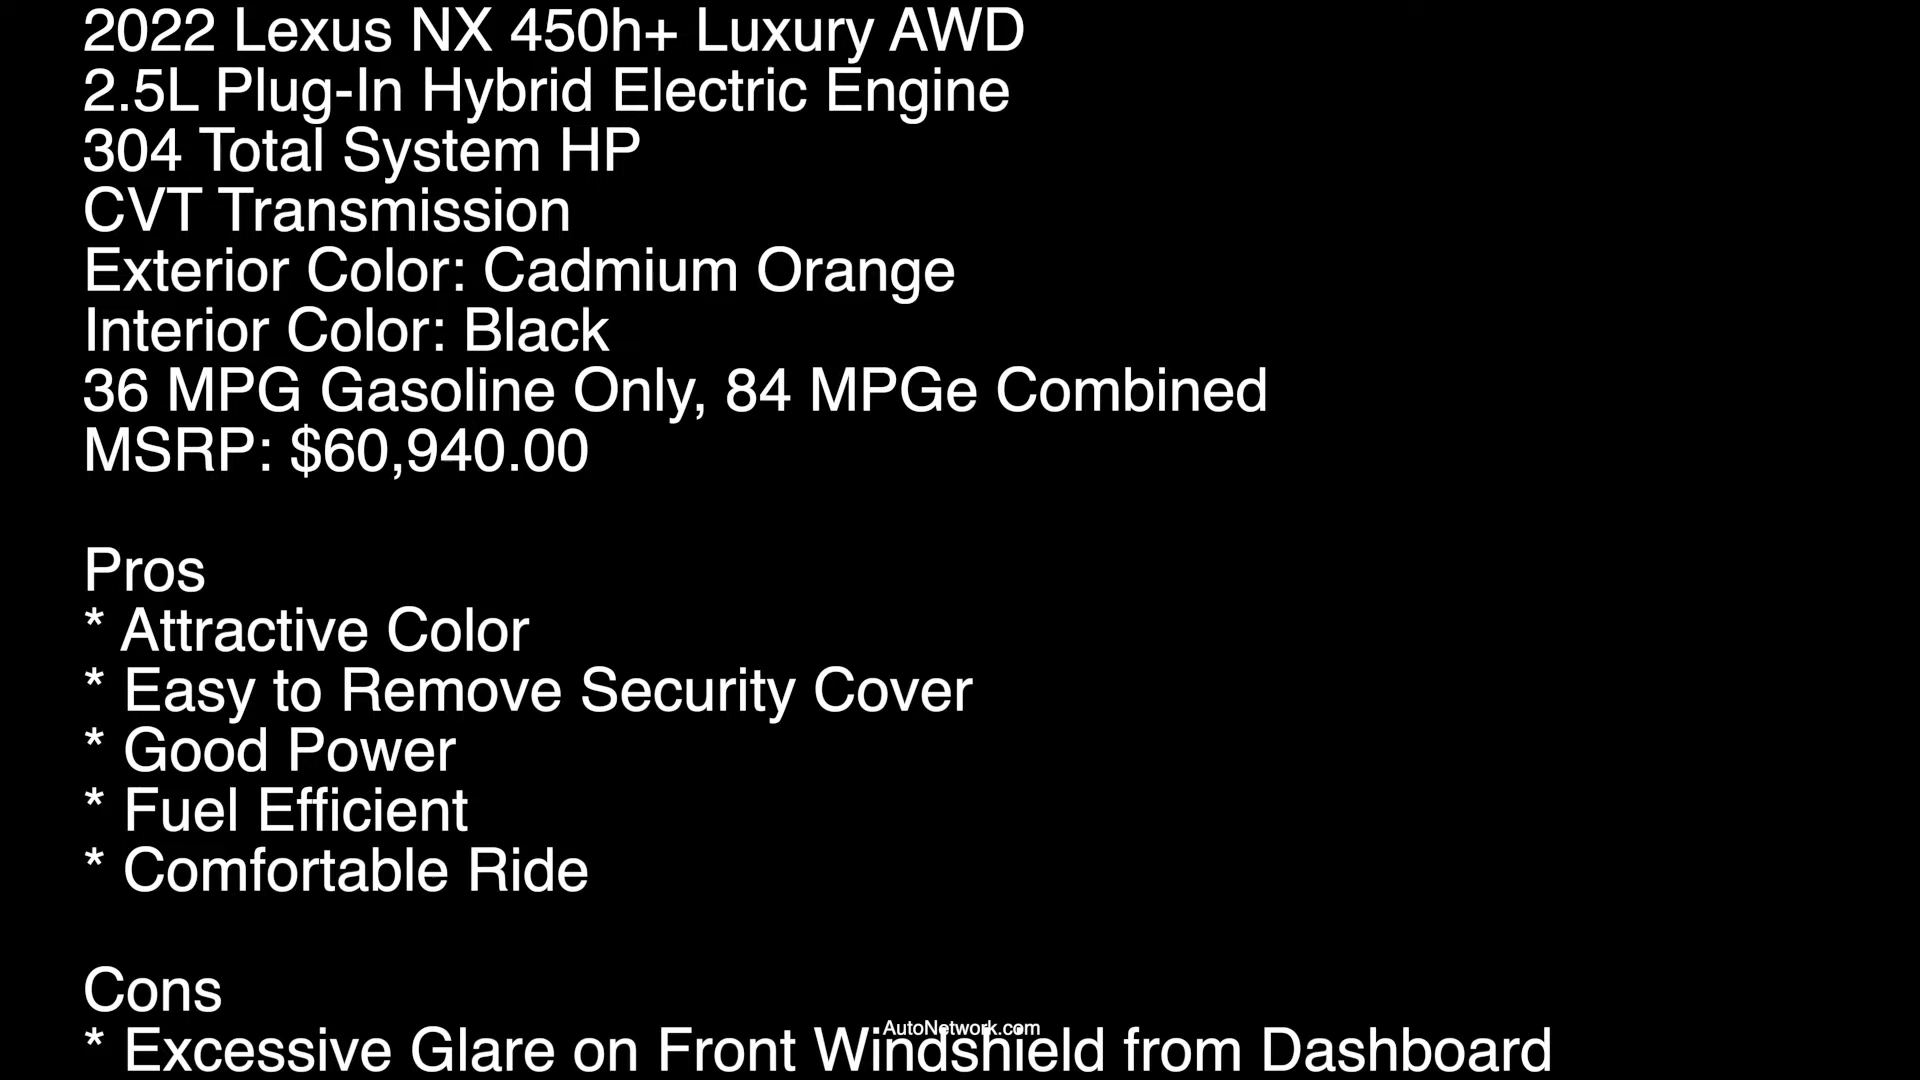 2022 Lexus NX 450h+ Luxury AWD
2.5L Plug-In Hybrid Electric Engine
304 Total System HP
CVT Transmission
Exterior Color: Cadmium Orange
Interior Color: Black
36 MPG Gasoline Only, 84 MPGe Combined
MSRP: $60,940.00
Pros
* Attractive Color
* Easy to Remove Security Cover
* Good Power
* Fuel Efficient
* Comfortable Ride
Cons
AutoNetwork.com
* Excessive Glare on Front Windshield from Dashboard